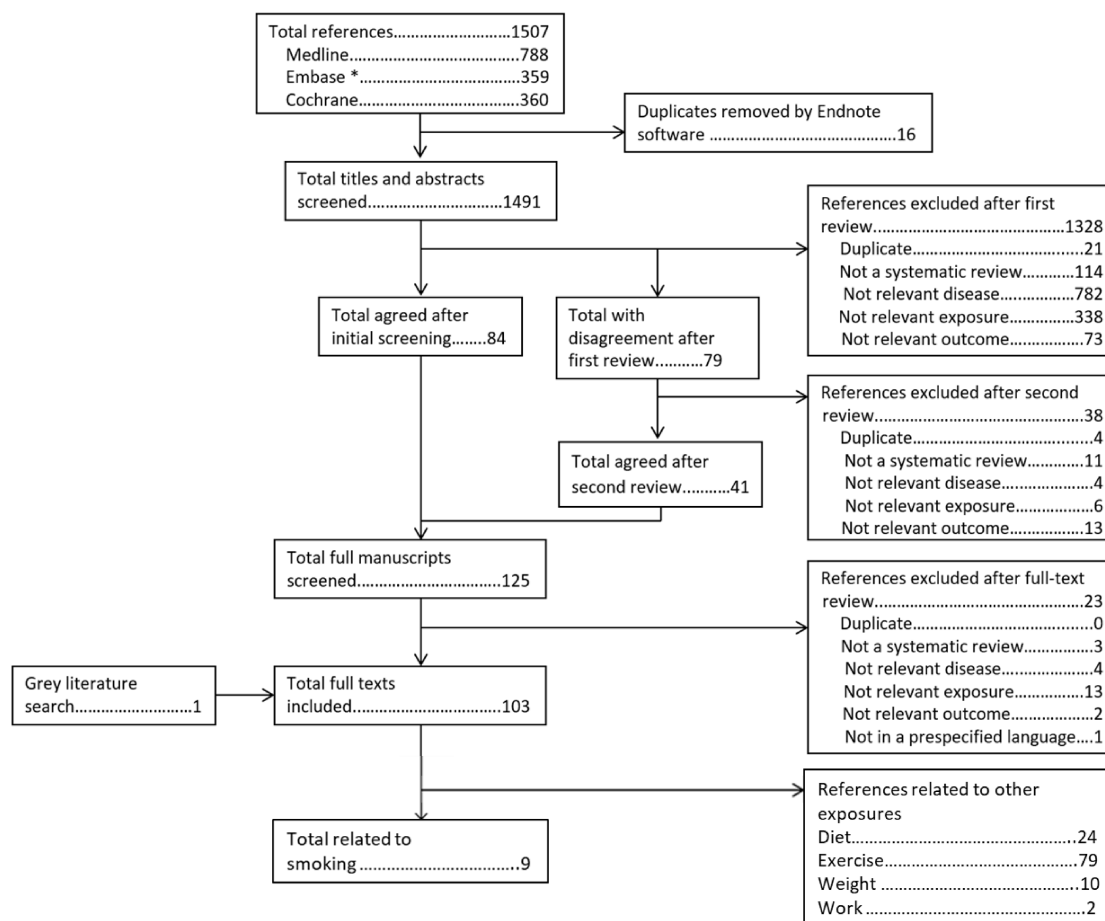 Total references……………………………1507
Medline…………………………………..788
Embase *……………………………….359
Cochrane……………………………….360
Duplicates removed by Endnote
software ……………………………………….16
Total titles and abstracts
screened…………………………1491
References excluded after first
review……………………………………………1328
Duplicate………………………………………..21
Not a systematic review…………114
Not relevant disease……………….782
Not relevant exposure…………….338
Not relevant outcome……………..73
Total agreed after
initial screening……..84
Total with
disagreement after
first review………..79
References excluded after second
review…………………………………………………38
Duplicate……………………………………….4
Not a systematic review…………11
Not relevant disease………………….4
Not relevant exposure………………6
Not relevant outcome……………..13
Total agreed after
second review…………41
Total full manuscripts
screened……………………………….125
References excluded after full-text
review………………………………………………..23
Duplicate……………………………………….0
Not a systematic review…………..3
Not relevant disease………………….4
Not relevant exposure…………….13
Not relevant outcome……………….2
Not in a prespecified language….1
Grey literature
search………………………1
Total full texts
included……………………………….103
References related to other
exposures
Diet………………………………………..24
Exercise…………………………………..79
Weight …………………………………..10
Work ……………………………………….2
Total related to
smoking ………………………..9